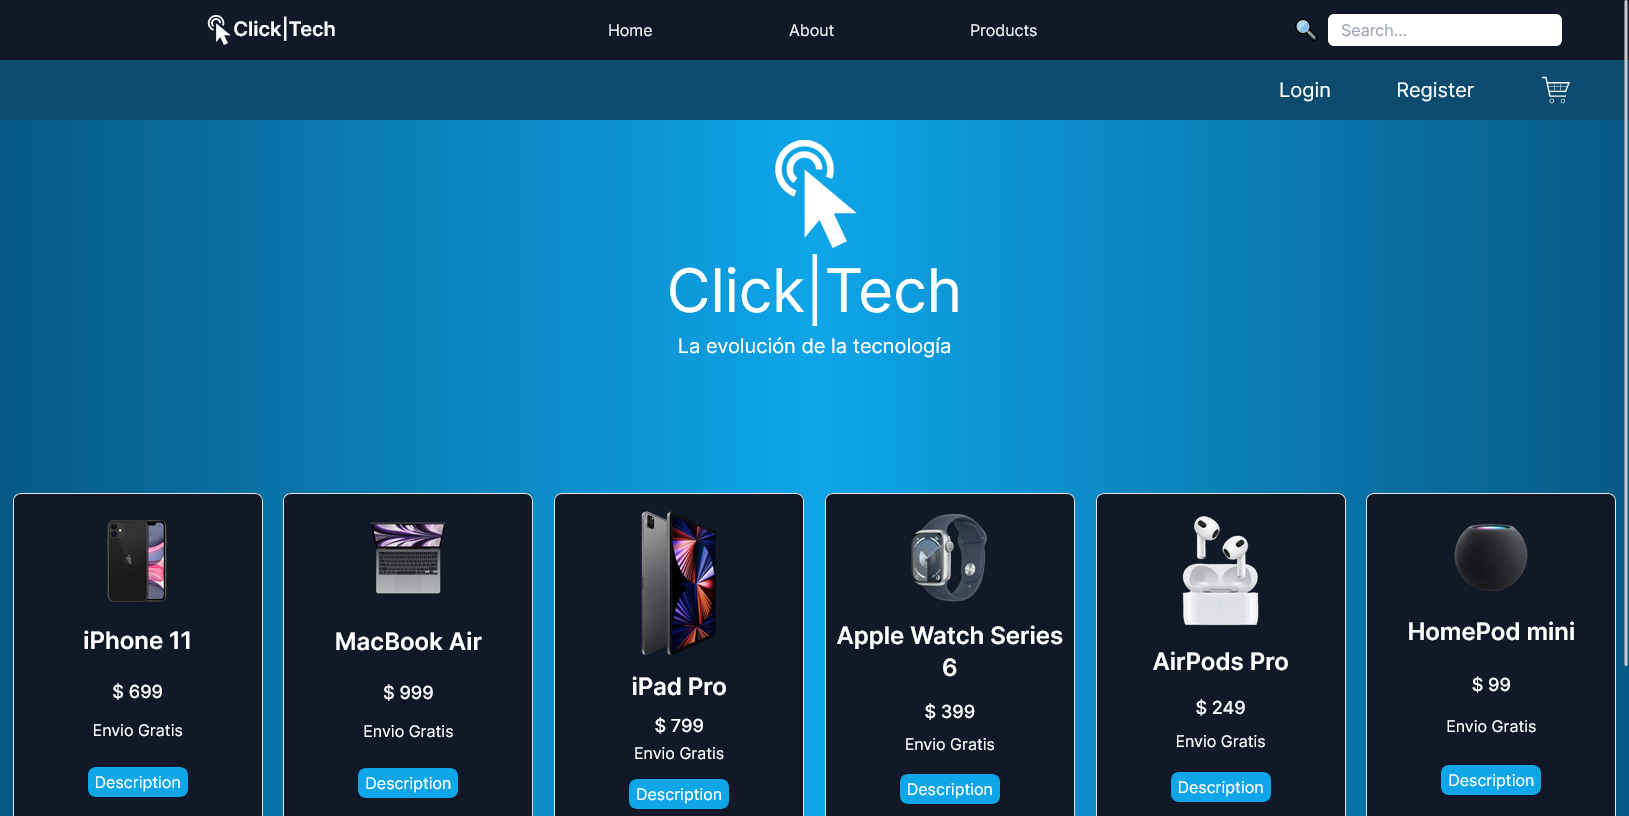 Click|Tech
Home
About
Products
Search...
Login
Register
Click|Tech
La evolución de la tecnología
iPhone 11
$ 699
Envio Gratis
Description
MacBook Air
$ 999
Envio Gratis
Description
iPad Pro
$ 799
Envio Gratis
Description
Apple Watch Series
6
$ 399
Envio Gratis
Description
AirPods Pro
$ 249
Envio Gratis
Description
HomePod mini
$ 99
Envio Gratis
Description